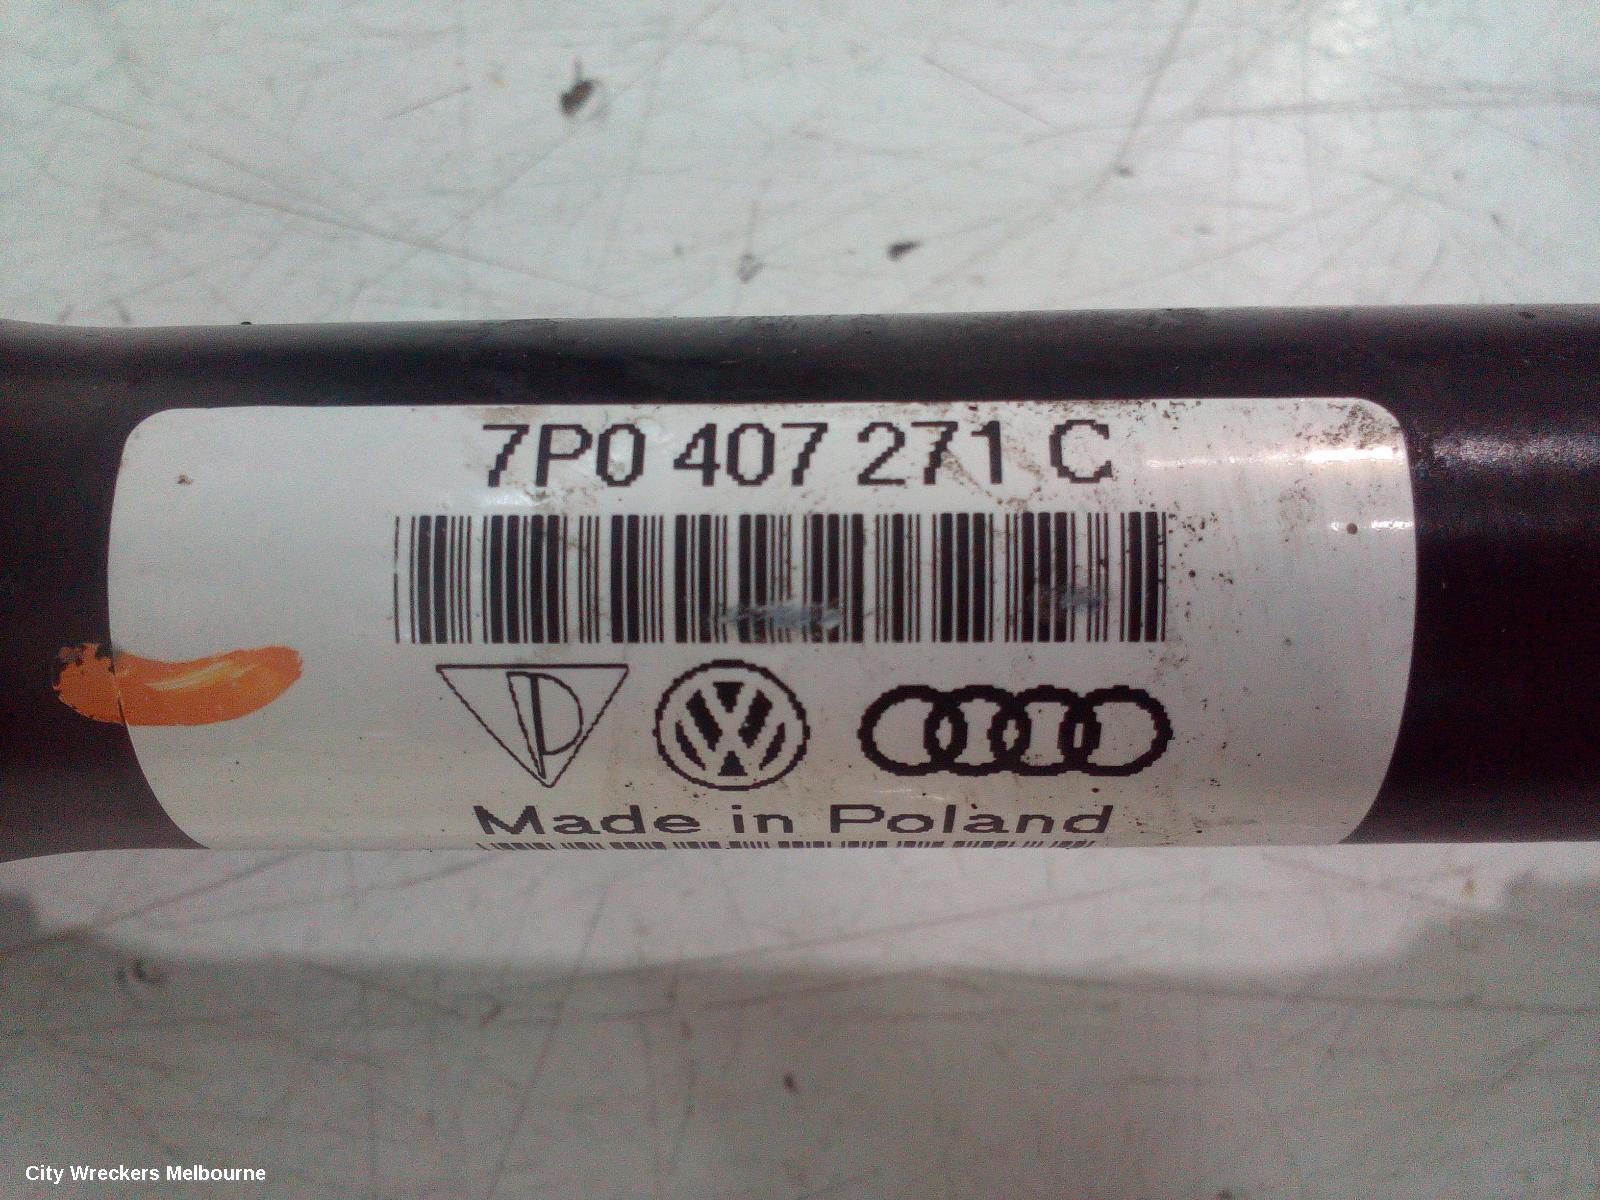 7P0 407 271 C
Made in Poland
City Wreckers Melbourne